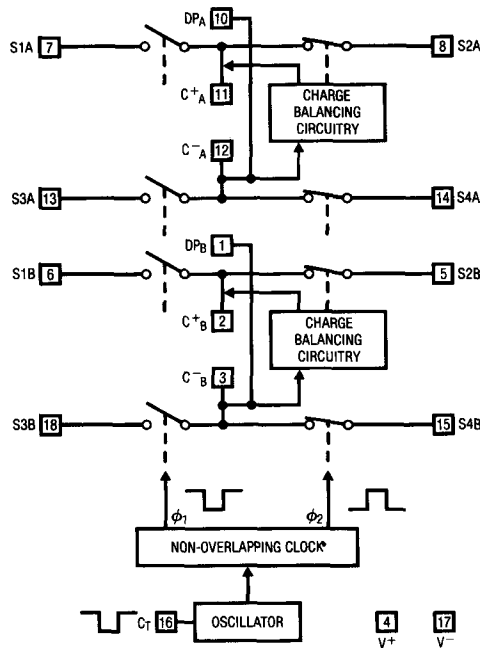 DPA 10
S1A 7
8 S2A
C+A 11
CHARGE
BALANCING
CIRCUITRY
C−A 12
S3A 13
14 S4A
DPB 1
S1B 6
5 S2B
C+B 2
CHARGE
BALANCING
CIRCUITRY
C−B 3
S3B 18
15 S4B
ϕ1
ϕ2
NON-OVERLAPPING CLOCK
CT 16
OSCILLATOR
4
V+
17
V−